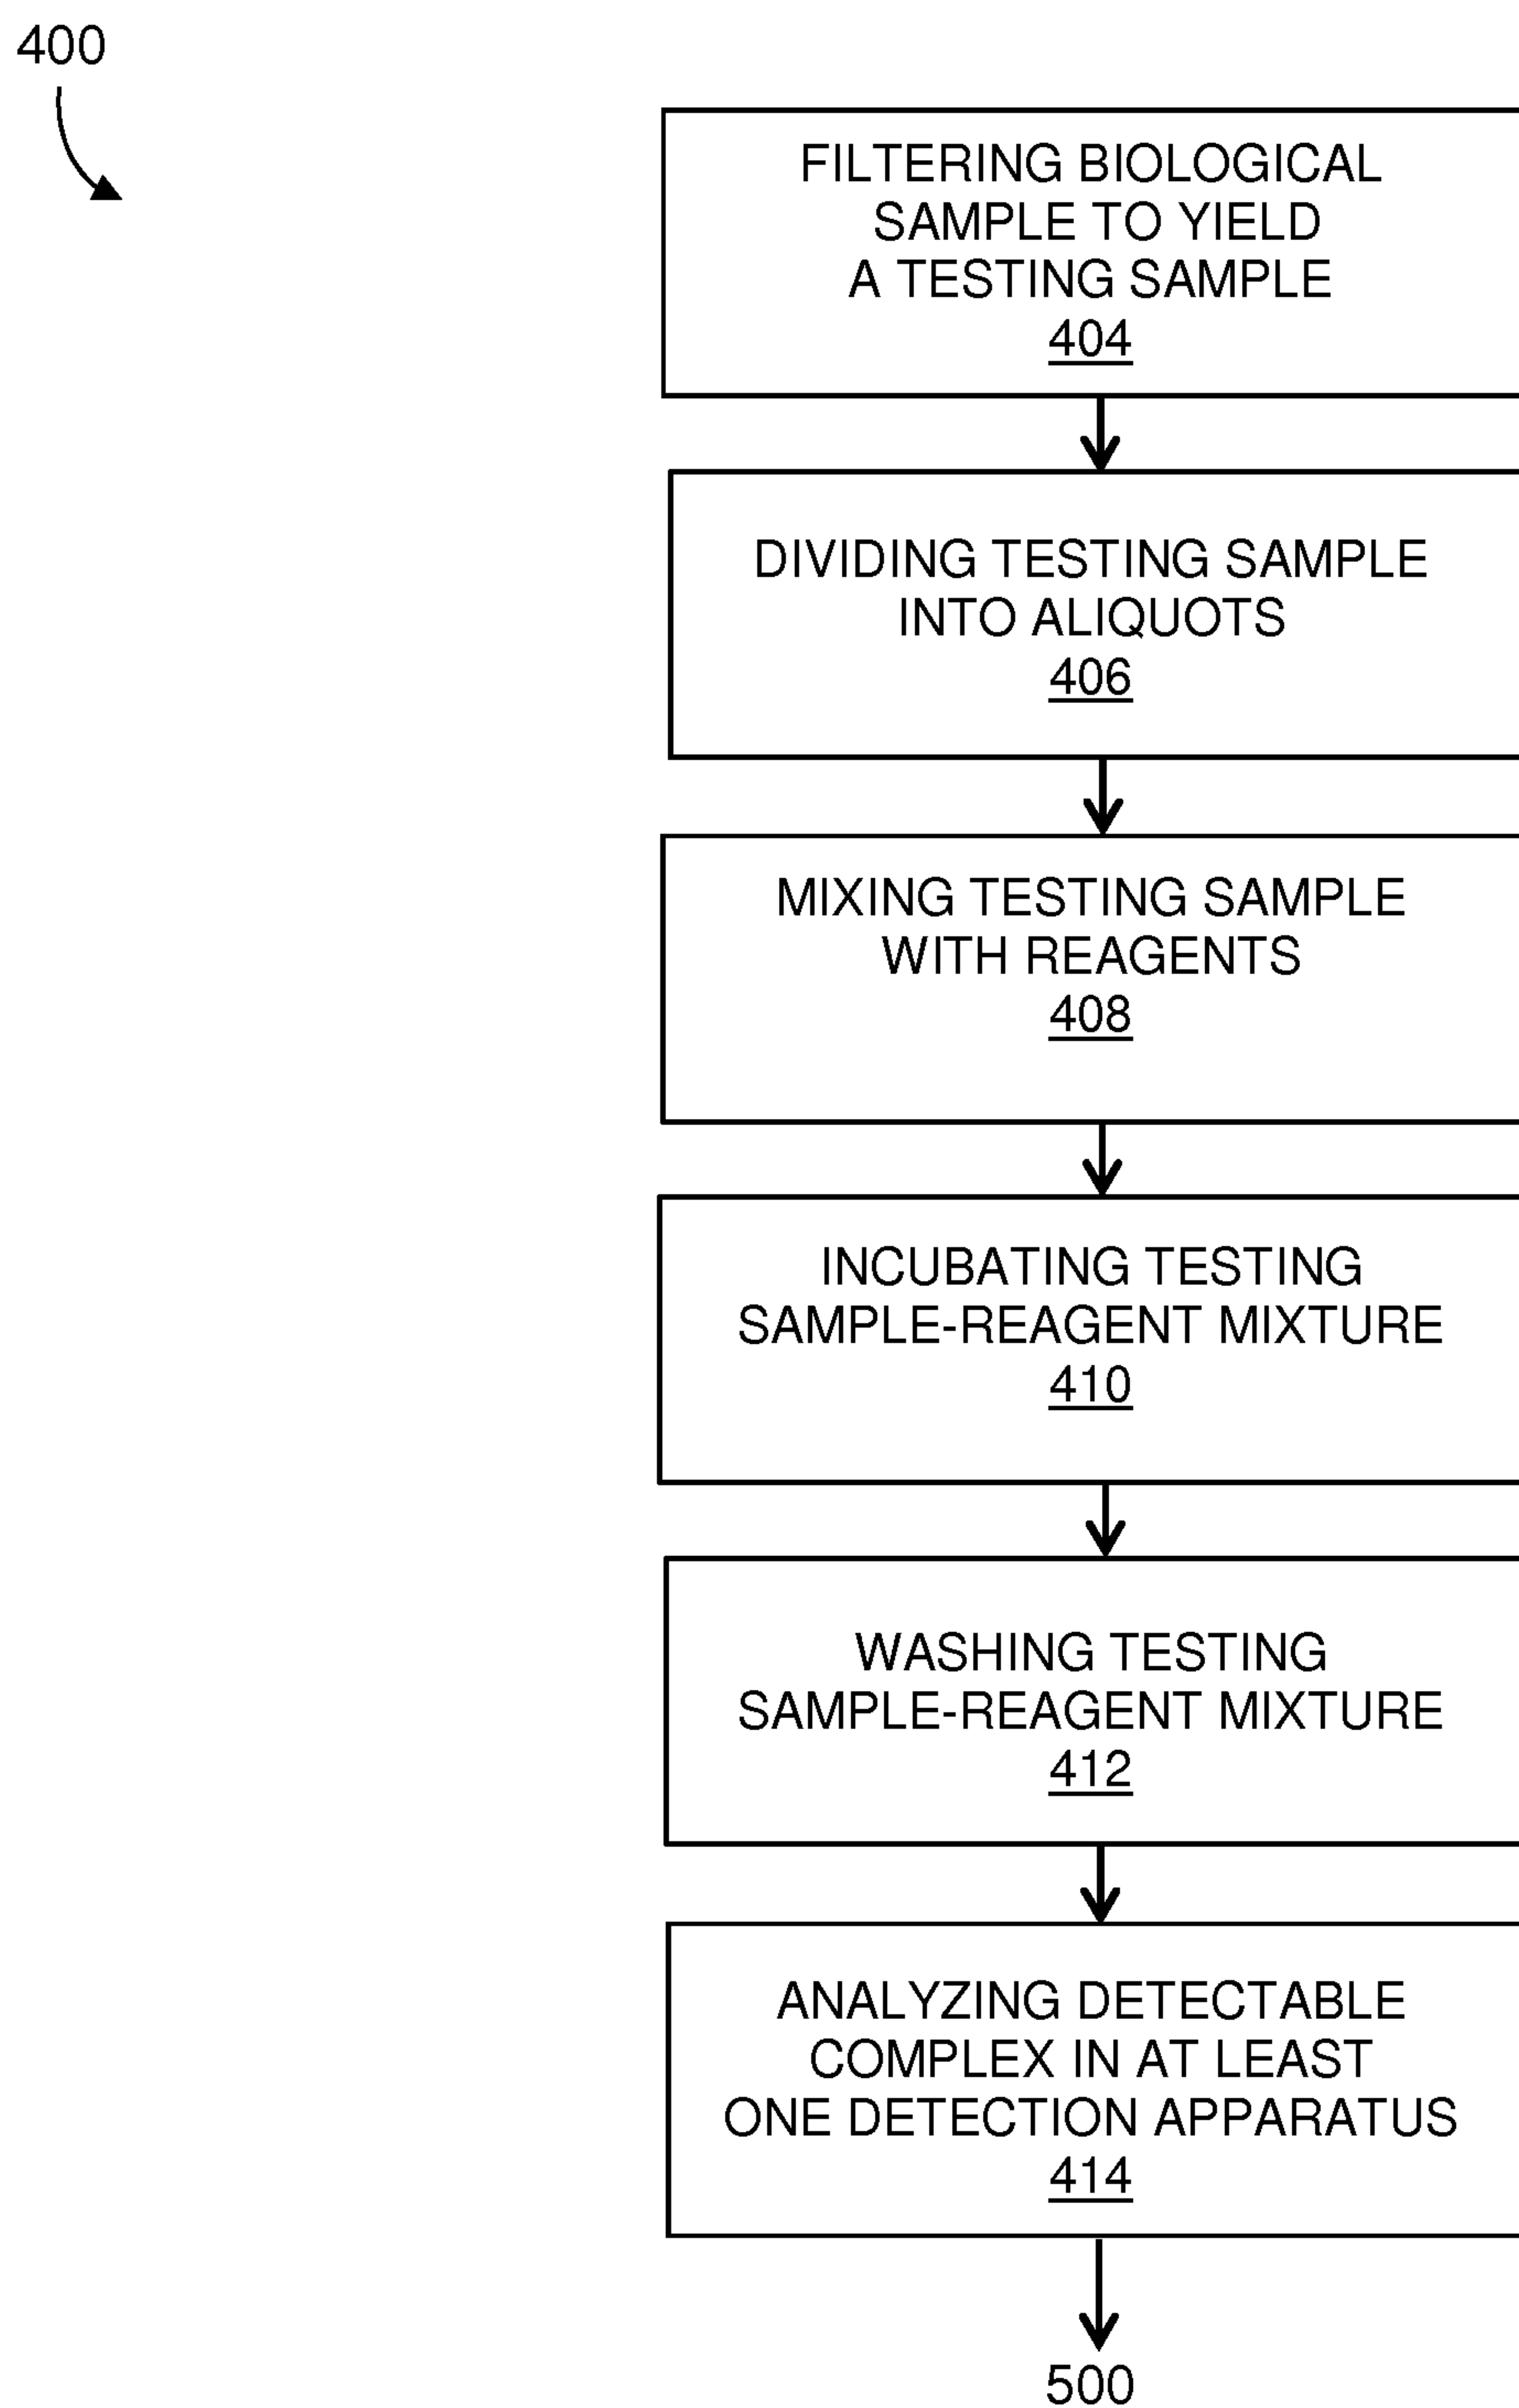 400
FILTERING BIOLOGICAL
SAMPLE TO YIELD
A TESTING SAMPLE
404
DIVIDING TESTING SAMPLE
INTO ALIQUOTS
406
MIXING TESTING SAMPLE
WITH REAGENTS
408
INCUBATING TESTING
SAMPLE-REAGENT MIXTURE
410
WASHING TESTING
SAMPLE-REAGENT MIXTURE
412
ANALYZING DETECTABLE
COMPLEX IN AT LEAST
ONE DETECTION APPARATUS
414
500